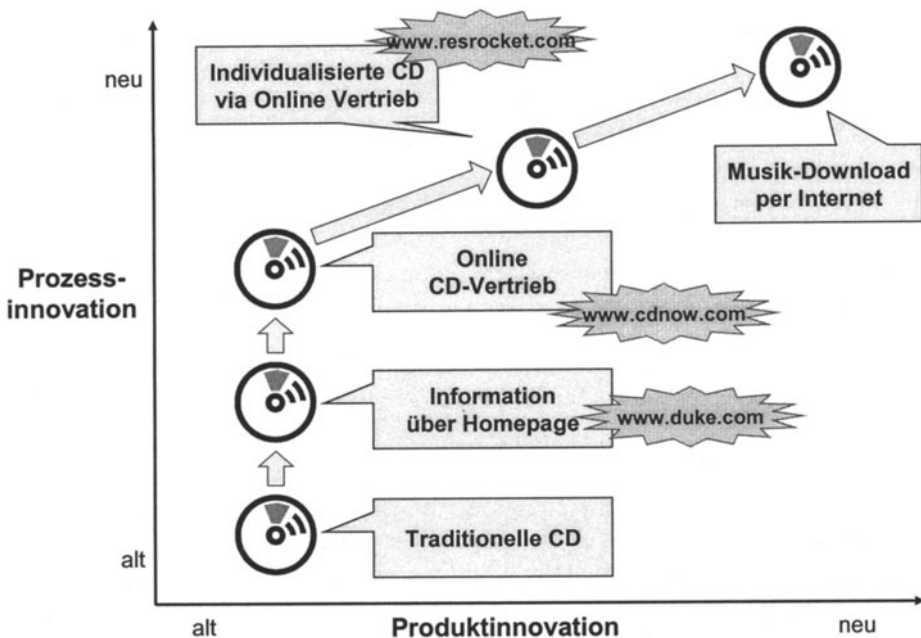 www.resrocket.com
neu
Individualisierte CD
via Online Vertrieb
Musik-Download
per Internet
Prozess-
innovation
Online
CD-Vertrieb
www.cdnow.com
Information
über Homepage
www.duke.com
Traditionelle CD
alt
alt
Produktinnovation
neu